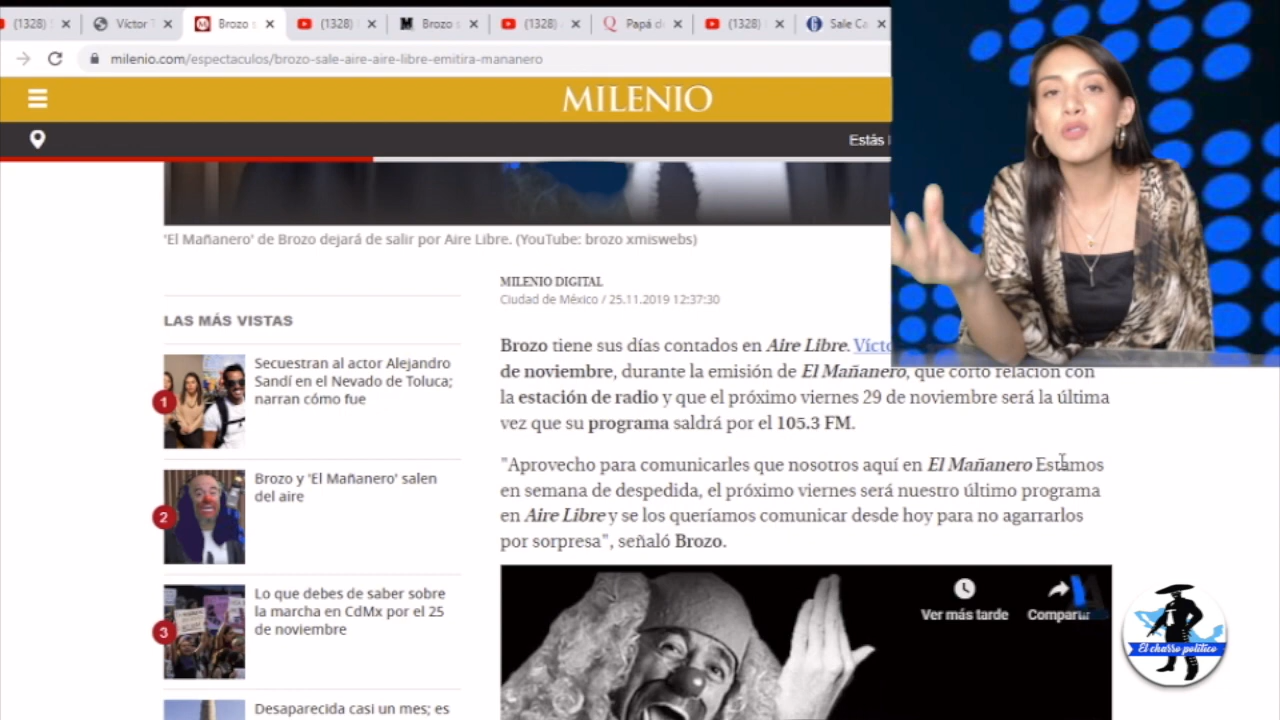 (1328)
Víctor T
Brozo s
(1328)
Brozo s
(1328)
Papá d
(1328)
Sale Ca
milenio.com/espectaculos/brozo-sale-aire-aire-libre-emitira-mananero
MILENIO
Estás
'El Mañanero' de Brozo dejará de salir por Aire Libre. (YouTube: brozo xmiswebs)
MILENIO DIGITAL
Ciudad de México / 25.11.2019 12:37:30
LAS MÁS VISTAS
1
Secuestran al actor Alejandro
Sandí en el Nevado de Toluca;
narran cómo fue
2
Brozo y 'El Mañanero' salen
del aire
3
Lo que debes de saber sobre
la marcha en CdMx por el 25
de noviembre
Desaparecida casi un mes; es
Brozo tiene sus días contados en Aire Libre. Vícto
de noviembre, durante la emisión de El Mañanero, que cortó relación con
la estación de radio y que el próximo viernes 29 de noviembre será la última
vez que su programa saldrá por el 105.3 FM.
"Aprovecho para comunicarles que nosotros aquí en El Mañanero Estamos
en semana de despedida, el próximo viernes será nuestro último programa
en Aire Libre y se los queríamos comunicar desde hoy para no agarrarlos
por sorpresa", señaló Brozo.
Ver más tarde
Compartir
El charro político